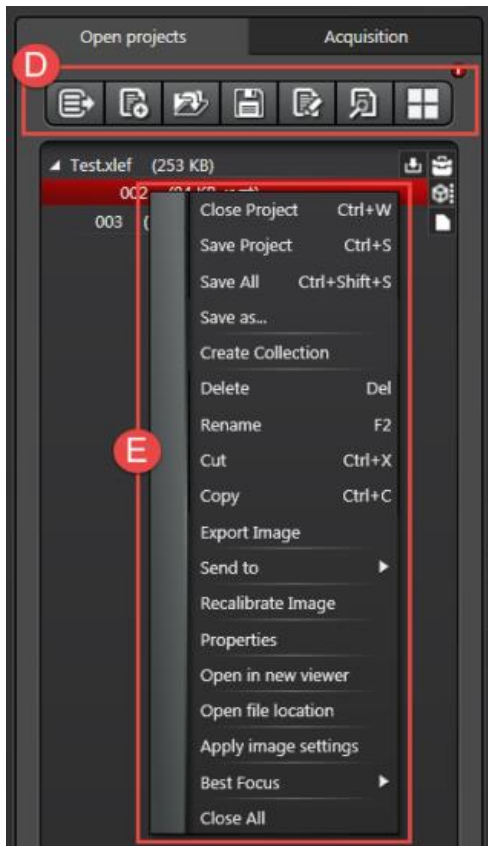 Open projects Acquisition
D
Test.xlef (253 KB)
002
003 (
E
Close Project Ctrl+W
Save Project Ctrl+S
Save All Ctrl+Shift+S
Save as...
Create Collection
Delete Del
Rename F2
Cut Ctrl+X
Copy Ctrl+C
Export Image
Send to
Recalibrate Image
Properties
Open in new viewer
Open file location
Apply image settings
Best Focus
Close All